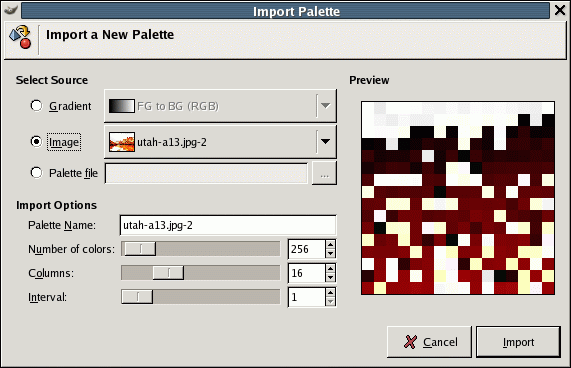 Import Palette
Import a New Palette
Select Source
Preview
Gradient
FG to BG (RGB)
Image
utah-a13.jpg-2
Palette file
...
Import Options
Palette Name:
utah-a13.jpg-2
Number of colors:
256
Columns:
16
Interval:
1
Cancel
Import